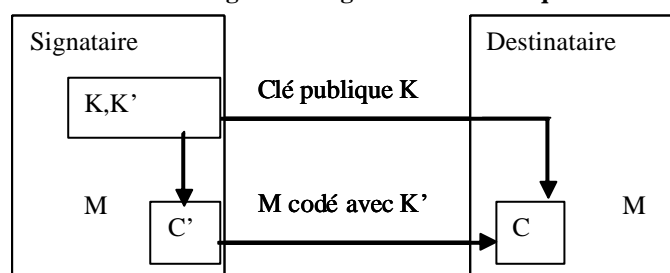 Signataire
Destinataire
Clé publique K
K,K’
M
M codé avec K’
M
C’
C